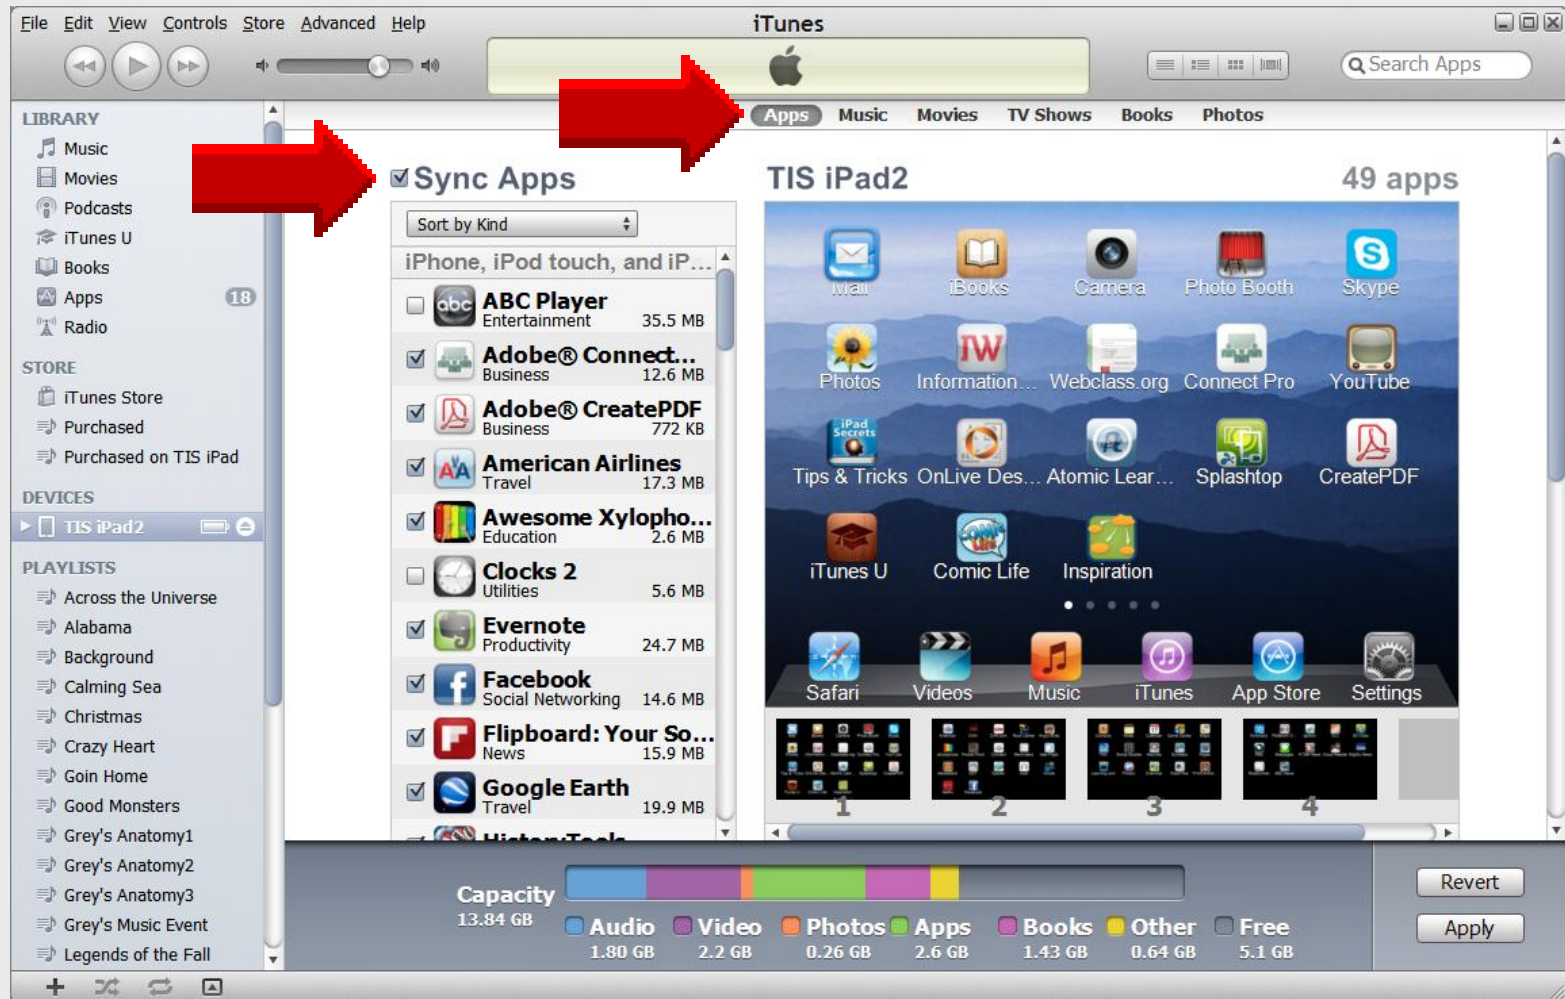 File Edit View Controls Store Advanced Help
iTunes
Search Apps
LIBRARY
Music
Movies
Podcasts
iTunes U
Books
Apps 18
Radio
STORE
iTunes Store
Purchased
Purchased on TIS iPad
DEVICES
TIS iPad2
PLAYLISTS
Across the Universe
Alabama
Background
Calming Sea
Christmas
Crazy Heart
Goin Home
Good Monsters
Grey's Anatomy1
Grey's Anatomy2
Grey's Anatomy3
Grey's Music Event
Legends of the Fall
Apps Music Movies TV Shows Books Photos
Sync Apps
Sort by Kind
iPhone, iPod touch, and iP...
abc
ABC Player
Entertainment 35.5 MB
Adobe® Connect...
Business 12.6 MB
Adobe® CreatePDF
Business 772 KB
AA
American Airlines
Travel 17.3 MB
Awesome Xylopho...
Education 2.6 MB
Clocks 2
Utilities 5.6 MB
Evernote
Productivity 24.7 MB
Facebook
Social Networking 14.6 MB
Flipboard: Your So...
News 15.9 MB
Google Earth
Travel 19.9 MB
HistoryTools
TIS iPad2 49 apps
Mail iBooks Camera Photo Booth Skype
IW
Photos Information... Webclass.org Connect Pro YouTube
iPad
Secrets
Tips & Tricks OnLive Des... Atomic Lear... Splashtop CreatePDF
COMIC
Life
iTunes U Comic Life Inspiration
Safari Videos Music iTunes App Store Settings
1 2 3 4
Capacity
13.84 GB
Audio Video Photos Apps Books Other Free
1.80 GB 2.2 GB 0.26 GB 2.6 GB 1.43 GB 0.64 GB 5.1 GB
Revert
Apply